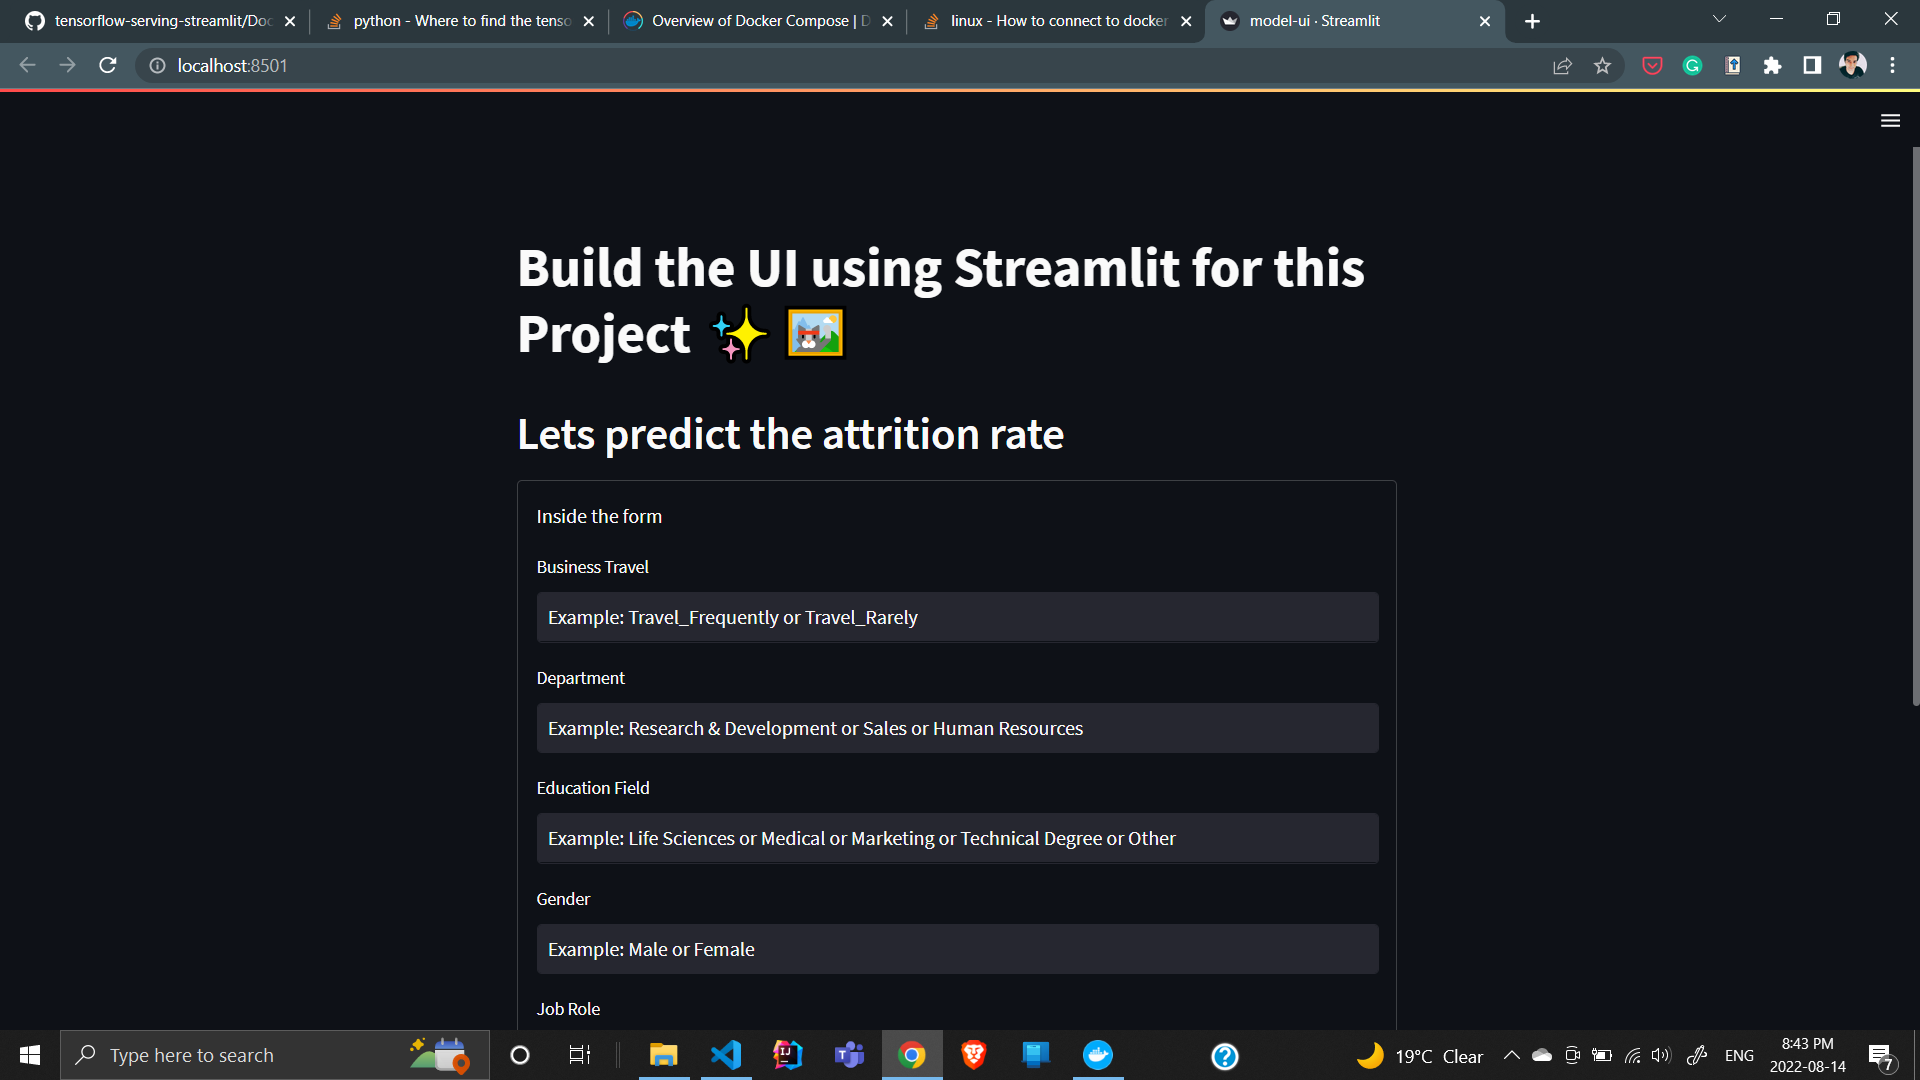 tensorflow-serving-streamlit/Doc
python - Where to find the tenso
Overview of Docker Compose | D
linux - How to connect to docker
model-ui · Streamlit
localhost:8501
Build the UI using Streamlit for this
Project
Lets predict the attrition rate
Inside the form
Business Travel
Example: Travel_Frequently or Travel_Rarely
Department
Example: Research & Development or Sales or Human Resources
Education Field
Example: Life Sciences or Medical or Marketing or Technical Degree or Other
Gender
Example: Male or Female
Job Role
Type here to search
19°C Clear
ENG
8:43 PM
2022-08-14
7